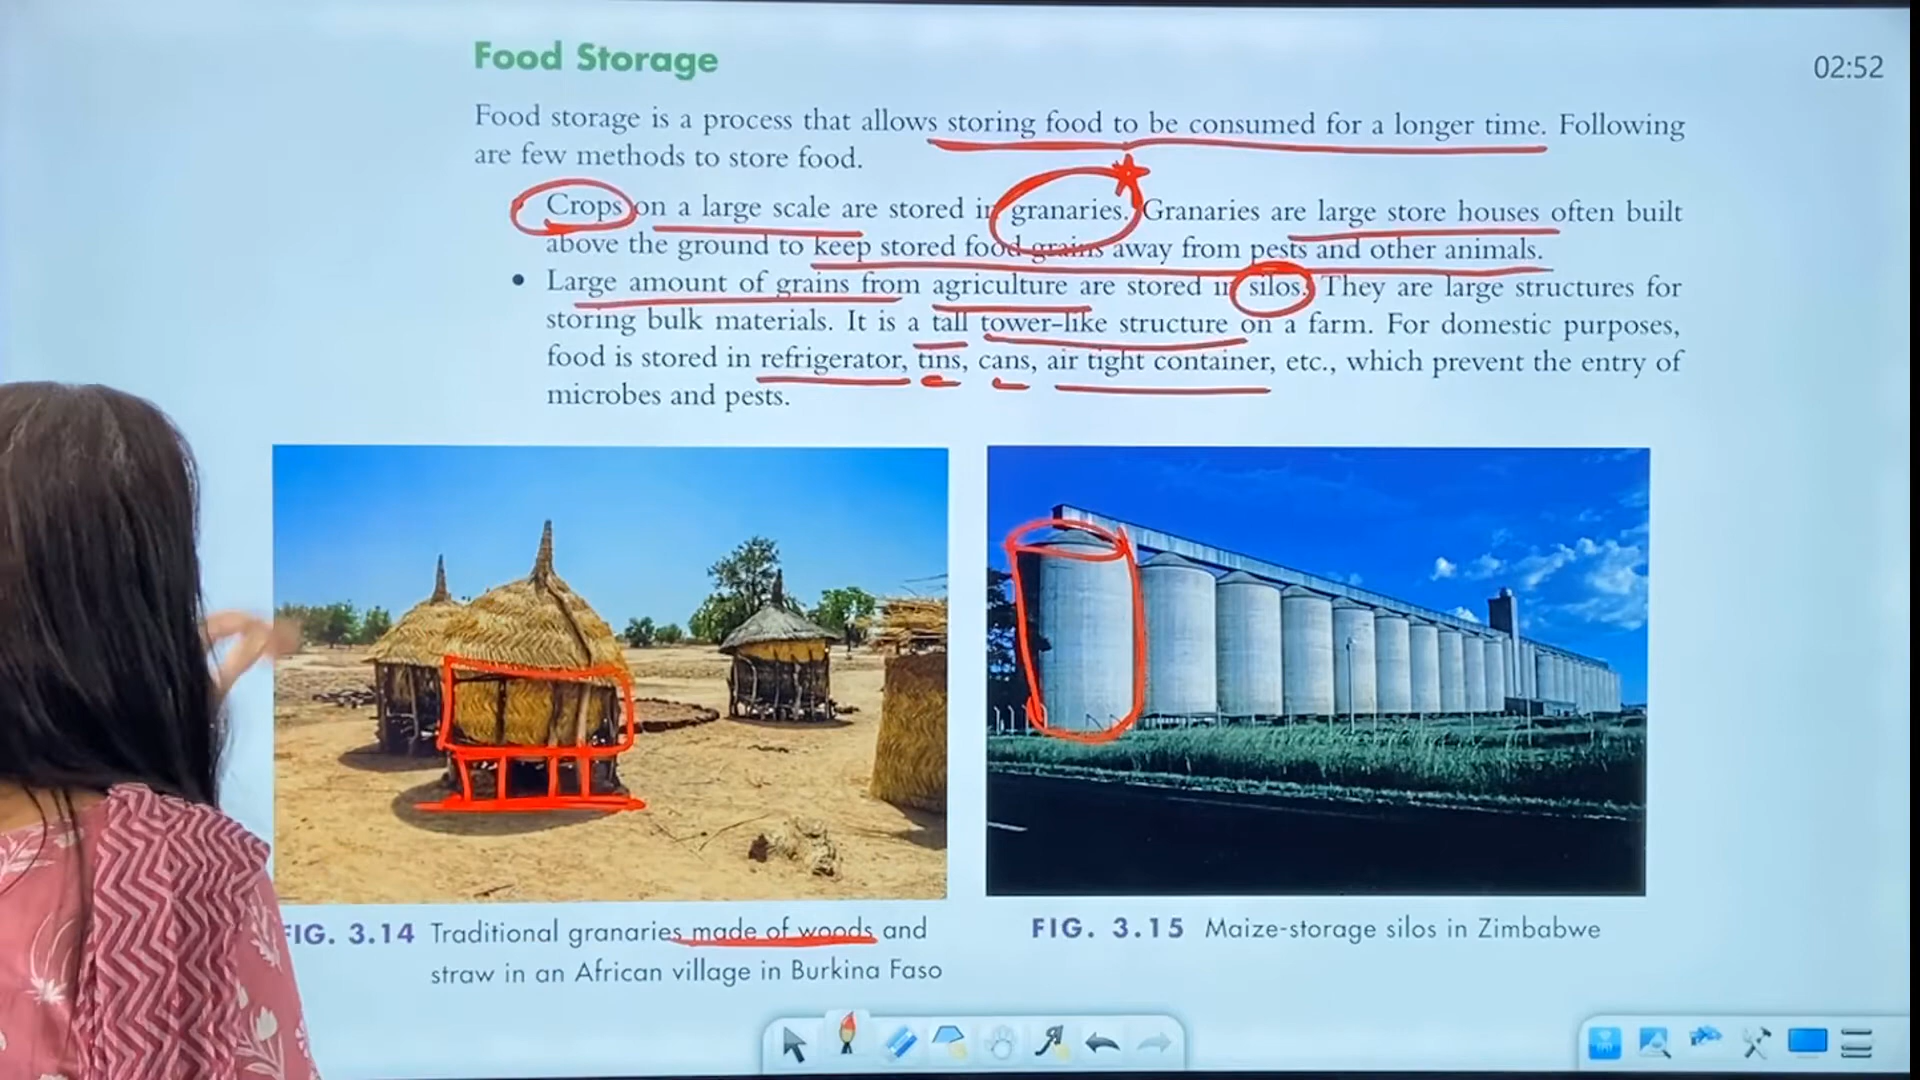 Food Storage
02:52
Food storage is a process that allows storing food to be consumed for a longer time. Following
are few methods to store food.
Crops on a large scale are stored in granaries. Granaries are large store houses often built
above the ground to keep stored food grains away from pests and other animals.
• Large amount of grains from agriculture are stored in silos. They are large structures for
storing bulk materials. It is a tall tower-like structure on a farm. For domestic purposes,
food is stored in refrigerator, tins, cans, air tight container, etc., which prevent the entry of
microbes and pests.
FIG. 3.14 Traditional granaries made of woods and
straw in an African village in Burkina Faso
FIG. 3.15 Maize-storage silos in Zimbabwe